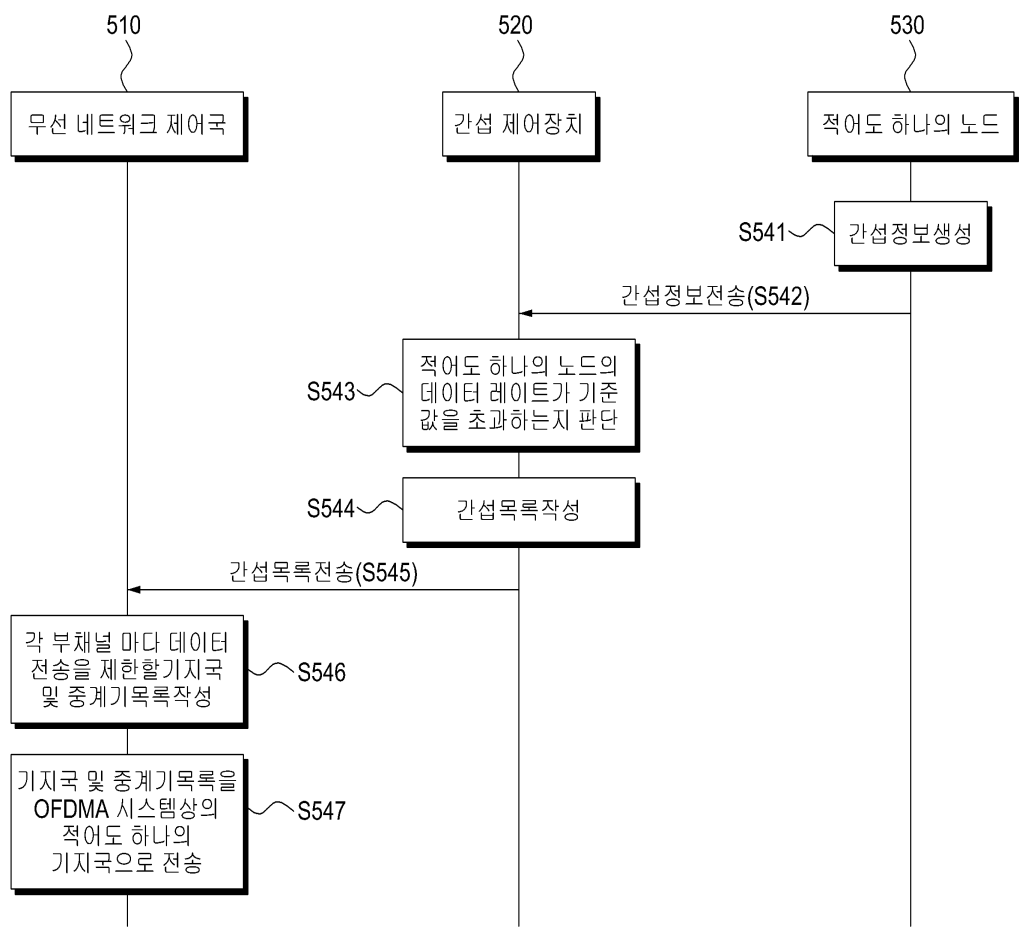 510
520
530
무선 네트워크 제어국
간섭 제어장치
적어도 하나의 노드
S541
간섭정보생성
간섭정보전송(S542)
S543
적어도 하나의 노드의
데이터 레이트가 기준
값을 초과하는지 판단
S544
간섭목록작성
간섭목록전송(S545)
각 부채널 마다 데이터
전송을 제한할기지국
및 중계기목록작성
S546
기지국 및 중계기목록을
OFDMA 시스템상의
적어도 하나의
기지국으로 전송
S547